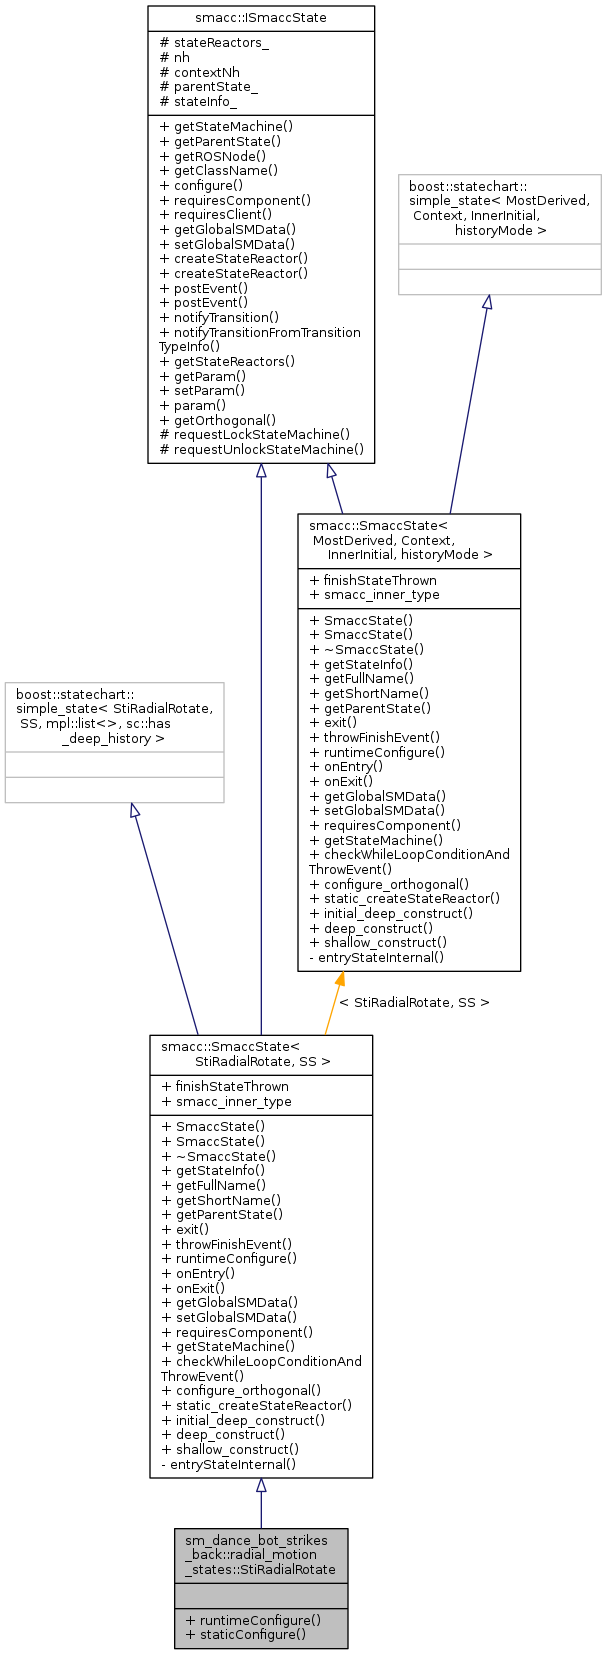 smacc::ISmaccState
# stateReactors_
# nh
# contextNh
# parentState_
# stateInfo_
+ getStateMachine()
+ getParentState()
+ getROSNode()
+ getClassName()
+ configure()
+ requiresComponent()
+ requiresClient()
+ getGlobalSMData()
+ setGlobalSMData()
+ createStateReactor()
+ createStateReactor()
+ postEvent()
+ postEvent()
+ notifyTransition()
+ notifyTransitionFromTransition
TypeInfo()
+ getStateReactors()
+ getParam()
+ setParam()
+ param()
+ getOrthogonal()
# requestLockStateMachine()
# requestUnlockStateMachine()
boost::statechart::
simple_state< MostDerived,
Context, InnerInitial,
historyMode >
smacc::SmaccState<
MostDerived, Context,
InnerInitial, historyMode >
+ finishStateThrown
+ smacc_inner_type
+ SmaccState()
+ SmaccState()
+ ~SmaccState()
+ getStateInfo()
+ getFullName()
+ getShortName()
+ getParentState()
+ exit()
+ throwFinishEvent()
+ runtimeConfigure()
+ onEntry()
+ onExit()
+ getGlobalSMData()
+ setGlobalSMData()
+ requiresComponent()
+ getStateMachine()
+ checkWhileLoopConditionAnd
ThrowEvent()
+ configure_orthogonal()
+ static_createStateReactor()
+ initial_deep_construct()
+ deep_construct()
+ shallow_construct()
- entryStateInternal()
boost::statechart::
simple_state< StiRadialRotate,
SS, mpl::list<>, sc::has
_deep_history >
< StiRadialRotate, SS >
smacc::SmaccState<
StiRadialRotate, SS >
+ finishStateThrown
+ smacc_inner_type
+ SmaccState()
+ SmaccState()
+ ~SmaccState()
+ getStateInfo()
+ getFullName()
+ getShortName()
+ getParentState()
+ exit()
+ throwFinishEvent()
+ runtimeConfigure()
+ onEntry()
+ onExit()
+ getGlobalSMData()
+ setGlobalSMData()
+ requiresComponent()
+ getStateMachine()
+ checkWhileLoopConditionAnd
ThrowEvent()
+ configure_orthogonal()
+ static_createStateReactor()
+ initial_deep_construct()
+ deep_construct()
+ shallow_construct()
- entryStateInternal()
sm_dance_bot_strikes
_back::radial_motion
_states::StiRadialRotate
+ runtimeConfigure()
+ staticConfigure()